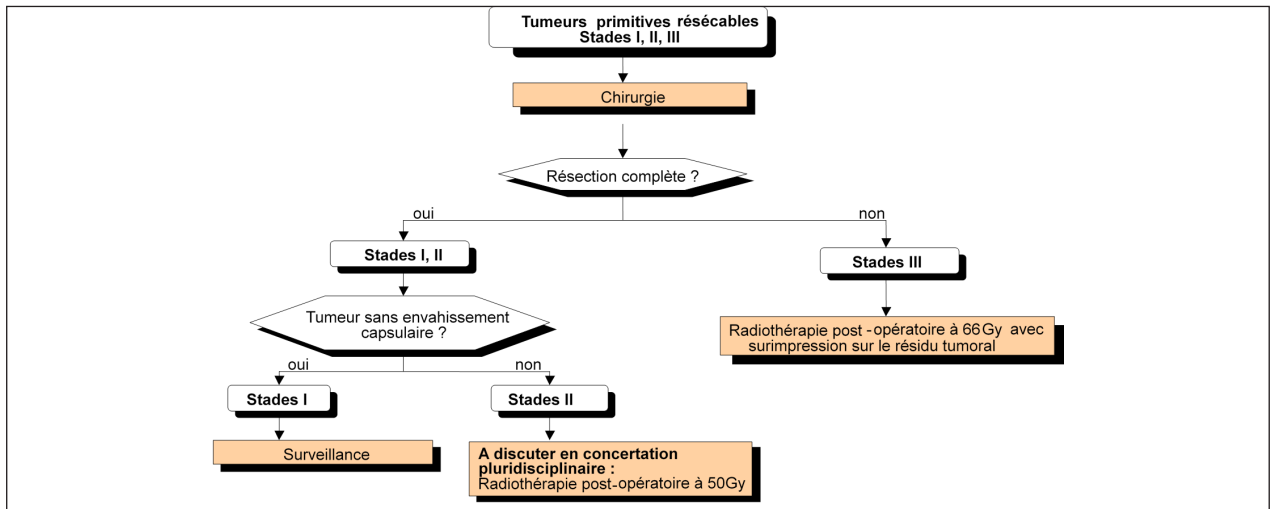 Tumeurs primitives résécables
Stades I, II, III
Chirurgie
Résection complète ?
oui
non
Stades I, II
Stades III
Tumeur sans envahissement
capsulaire ?
Radiothérapie post-opératoire à 66Gy avec
surimpression sur le résidu tumoral
oui
non
Stades I
Stades II
Surveillance
A discuter en concertation
pluridisciplinaire :
Radiothérapie post-opératoire à 50Gy